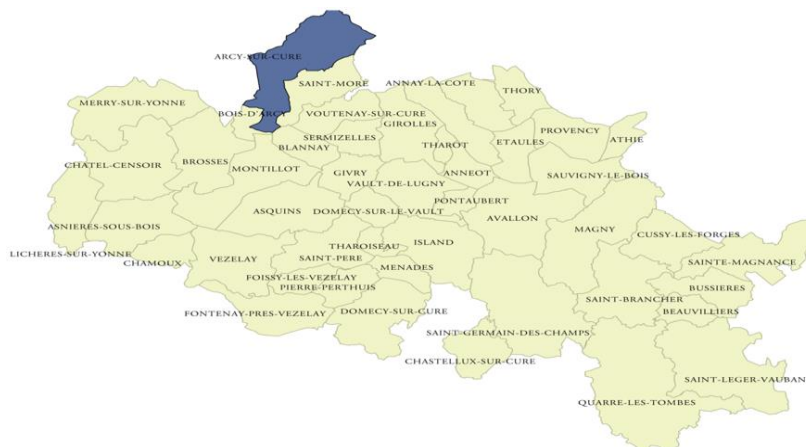 ARCY-SUR-CURE
SAINT-MORÉ
ANNAY-LA-COTE
THORY
MERRY-SUR-YONNE
BOIS-D'ARCY
VOUTENAY-SUR-CURE
GIROLLES
PROVENCY
ATHIE
SERMIZELLES
THAROT
ETAULES
BLANNAY
CHATEL-CENSOIR
BROSSES
MONTILLOT
GIVRY
ANNEOT
SAUVIGNY-LE-BOIS
VAULT-DE-LUGNY
PONTAUBERT
ASQUINS
DOMECY-SUR-LE-VAULT
AVALLON
ASNIERES-SOUS-BOIS
MAGNY
CUSSY-LES-FORGES
LICHERES-SUR-YONNE
CHAMOUX
VEZELAY
THAROISEAU
ISLAND
SAINT-PERE
SAINTE-MAGNANCE
FOISSY-LES-VEZELAY
MENADES
PIERRE-PERTHUIS
BUSSIERES
SAINT-BRANCHER
FONTENAY-PRES-VEZELAY
DOMECY-SUR-CURE
BEAUVILLIERS
SAINT-GERMAIN-DES-CHAMPS
CHASTELLUX-SUR-CURE
SAINT-LEGER-VAUBAN
QUARRE-LES-TOMBES